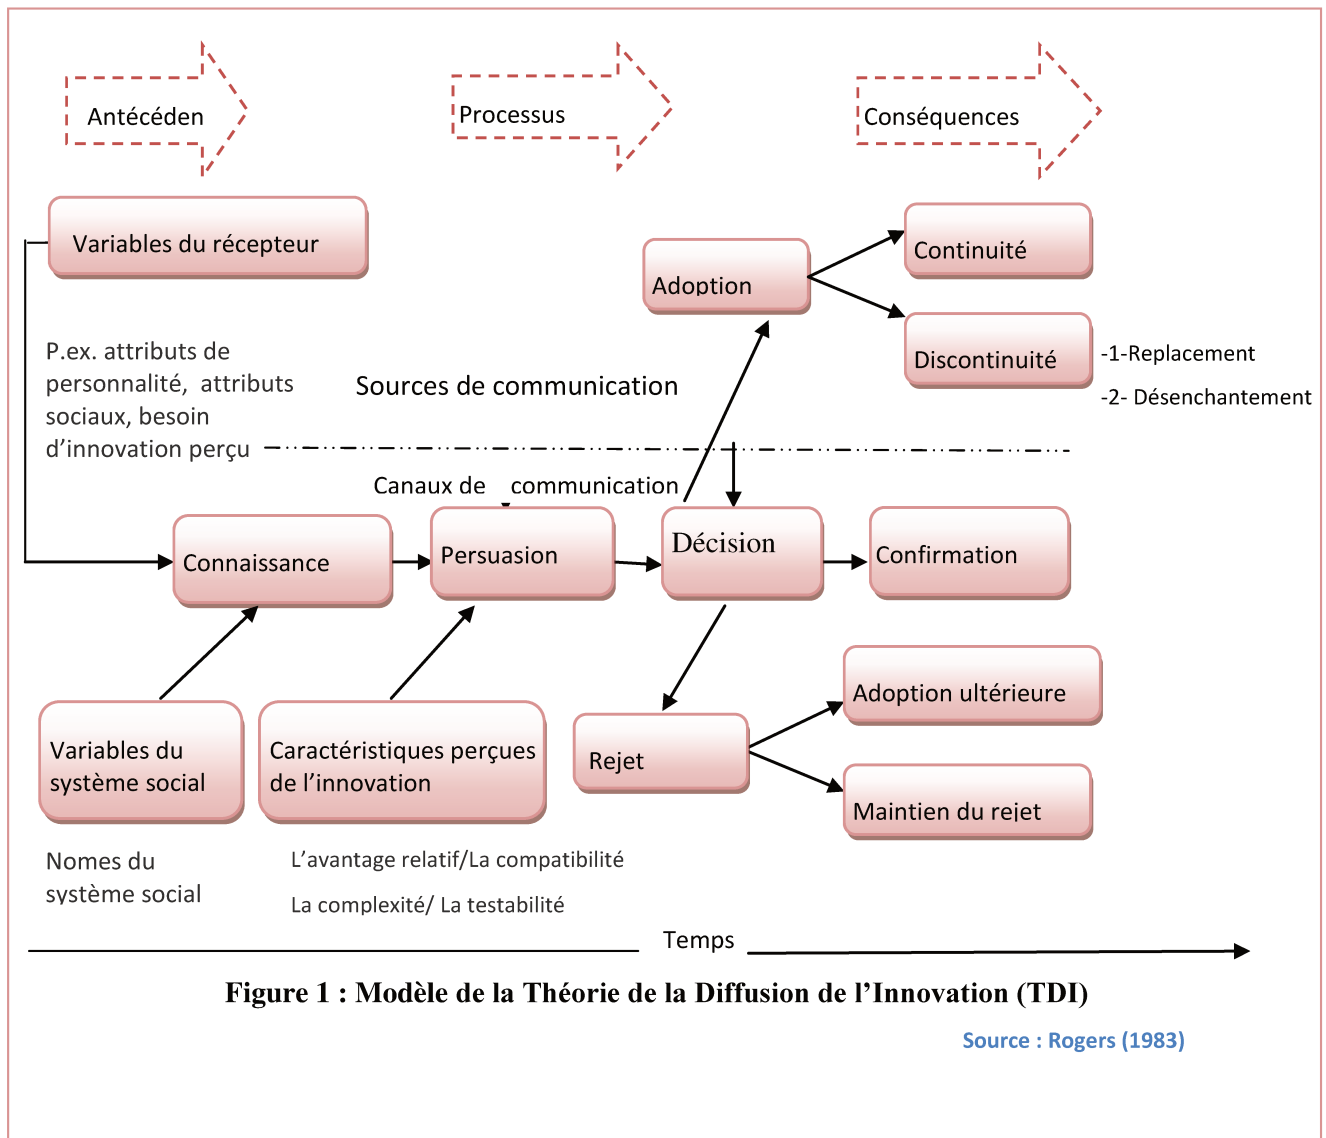 Antécéden
Processus
Conséquences
Variables du récepteur
Adoption
Continuité
Discontinuité
-1-Replacement
-2- Désenchantement
P.ex. attributs de
personnalité, attributs
sociaux, besoin
d’innovation perçu
Sources de communication
Canaux de communication
Connaissance
Persuasion
Décision
Confirmation
Variables du
système social
Caractéristiques perçues
de l’innovation
Rejet
Adoption ultérieure
Maintien du rejet
Nomes du
système social
L’avantage relatif/La compatibilité
La complexité/ La testabilité
Temps
Figure 1 : Modèle de la Théorie de la Diffusion de l’Innovation (TDI)
Source : Rogers (1983)